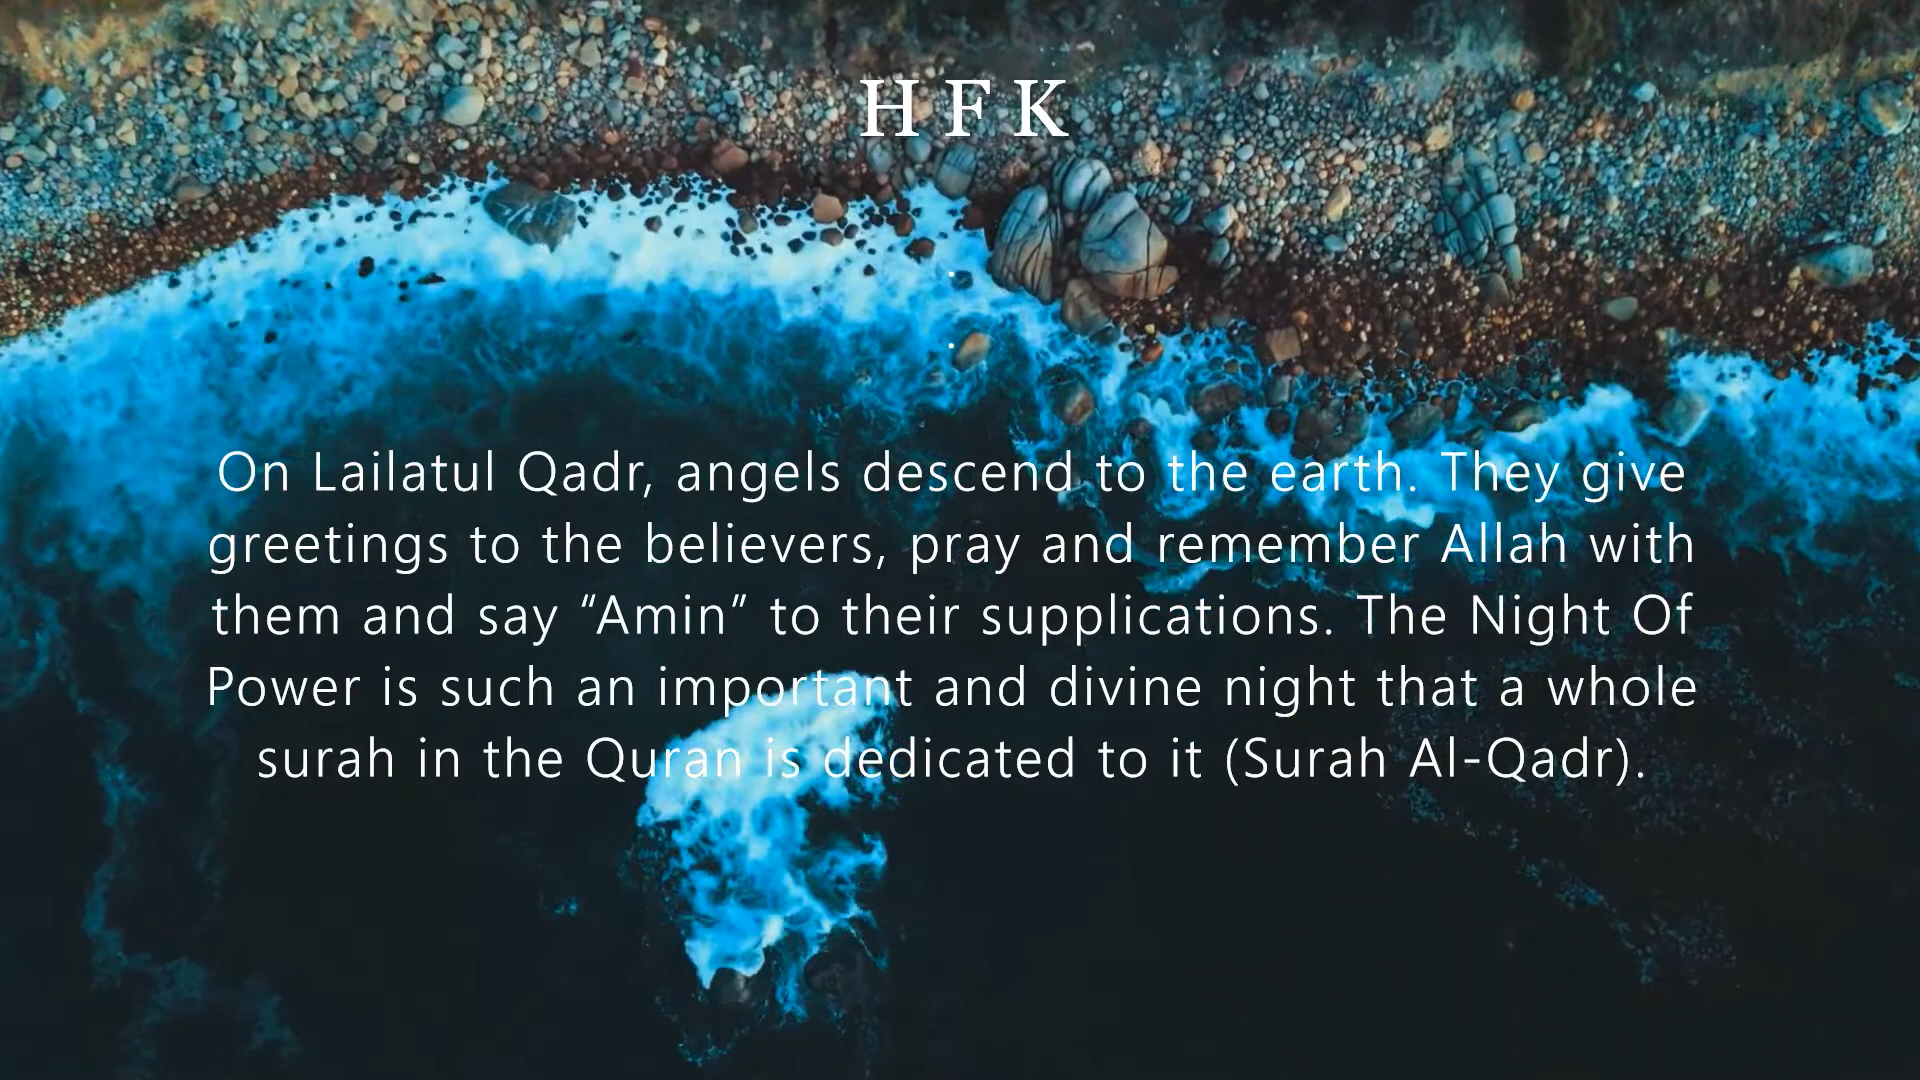 HFK
.
.
On Lailatul Qadr, angels descend to the earth. They give
greetings to the believers, pray and remember Allah with
them and say “Amin” to their supplications. The Night Of
Power is such an important and divine night that a whole
surah in the Quran is dedicated to it (Surah Al-Qadr).